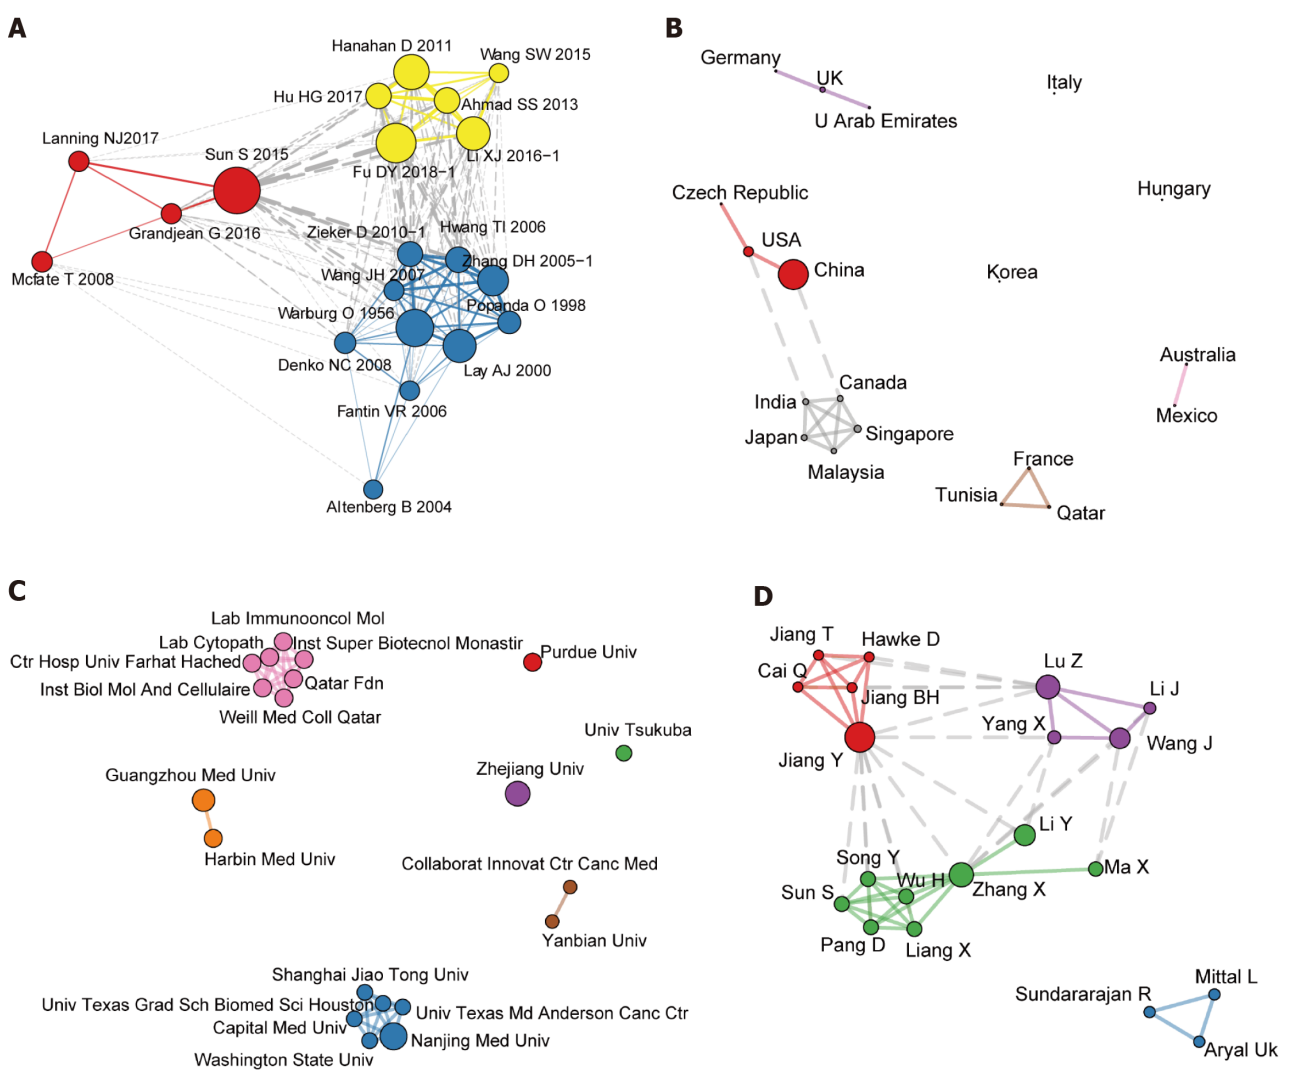 A
Hanahan D 2011
Wang SW 2015
Hu HG 2017
Ahmad SS 2013
Lanning NJ2017
Sun S 2015
Li XJ 2016-1
Fu DY 2018-1
Grandjean G 2016
Zieker D 2010-1
Hwang TI 2006
Zhang DH 2005-1
Mcfate T 2008
Wang JH 2007
Popanda O 1998
Warburg O 1956
Denko NC 2008
Lay AJ 2000
Fantin VR 2006
Altenberg B 2004
B
Germany
UK
Italy
U Arab Emirates
Czech Republic
Hungary
USA
China
Korea
Australia
Canada
India
Mexico
Japan
Singapore
Malaysia
France
Tunisia
Qatar
C
Lab Immunooncol Mol
Lab Cytopath
Inst Super Biotecnol Monastir
Ctr Hosp Univ Farhat Hached
Purdue Univ
Inst Biol Mol And Cellulaire
Qatar Fdn
Weill Med Coll Qatar
Univ Tsukuba
Guangzhou Med Univ
Zhejiang Univ
Harbin Med Univ
Collaborat Innovat Ctr Canc Med
Yanbian Univ
Shanghai Jiao Tong Univ
Univ Texas Grad Sch Biomed Sci Houston
Univ Texas Md Anderson Canc Ctr
Capital Med Univ
Nanjing Med Univ
Washington State Univ
D
Jiang T
Hawke D
Lu Z
Cai Q
Li J
Jiang BH
Yang X
Wang J
Jiang Y
Li Y
Song Y
Ma X
Wu H
Sun S
Zhang X
Pang D
Liang X
Mittal L
Sundararajan R
Aryal Uk